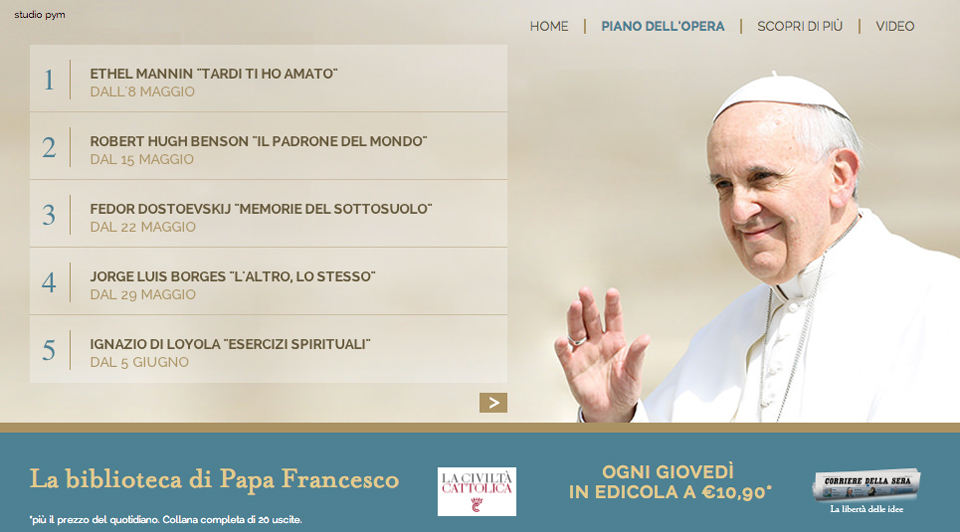 studio pym
HOME | PIANO DELL'OPERA | SCOPRI DI PIÙ | VIDEO
1
ETHEL MANNIN "TARDI TI HO AMATO"
DALL'8 MAGGIO
2
ROBERT HUGH BENSON "IL PADRONE DEL MONDO"
DAL 15 MAGGIO
3
FEDOR DOSTOEVSKIJ "MEMORIE DEL SOTTOSUOLO"
DAL 22 MAGGIO
4
JORGE LUIS BORGES "L'ALTRO, LO STESSO"
DAL 29 MAGGIO
5
IGNAZIO DI LOYOLA "ESERCIZI SPIRITUALI"
DAL 5 GIUGNO
>
La biblioteca di Papa Francesco
*più il prezzo del quotidiano. Collana completa di 20 uscite.
LA CIVILTÀ
CATTOLICA
OGNI GIOVEDÌ
IN EDICOLA A €10,90*
CORRIERE DELLA SERA
La libertà delle idee